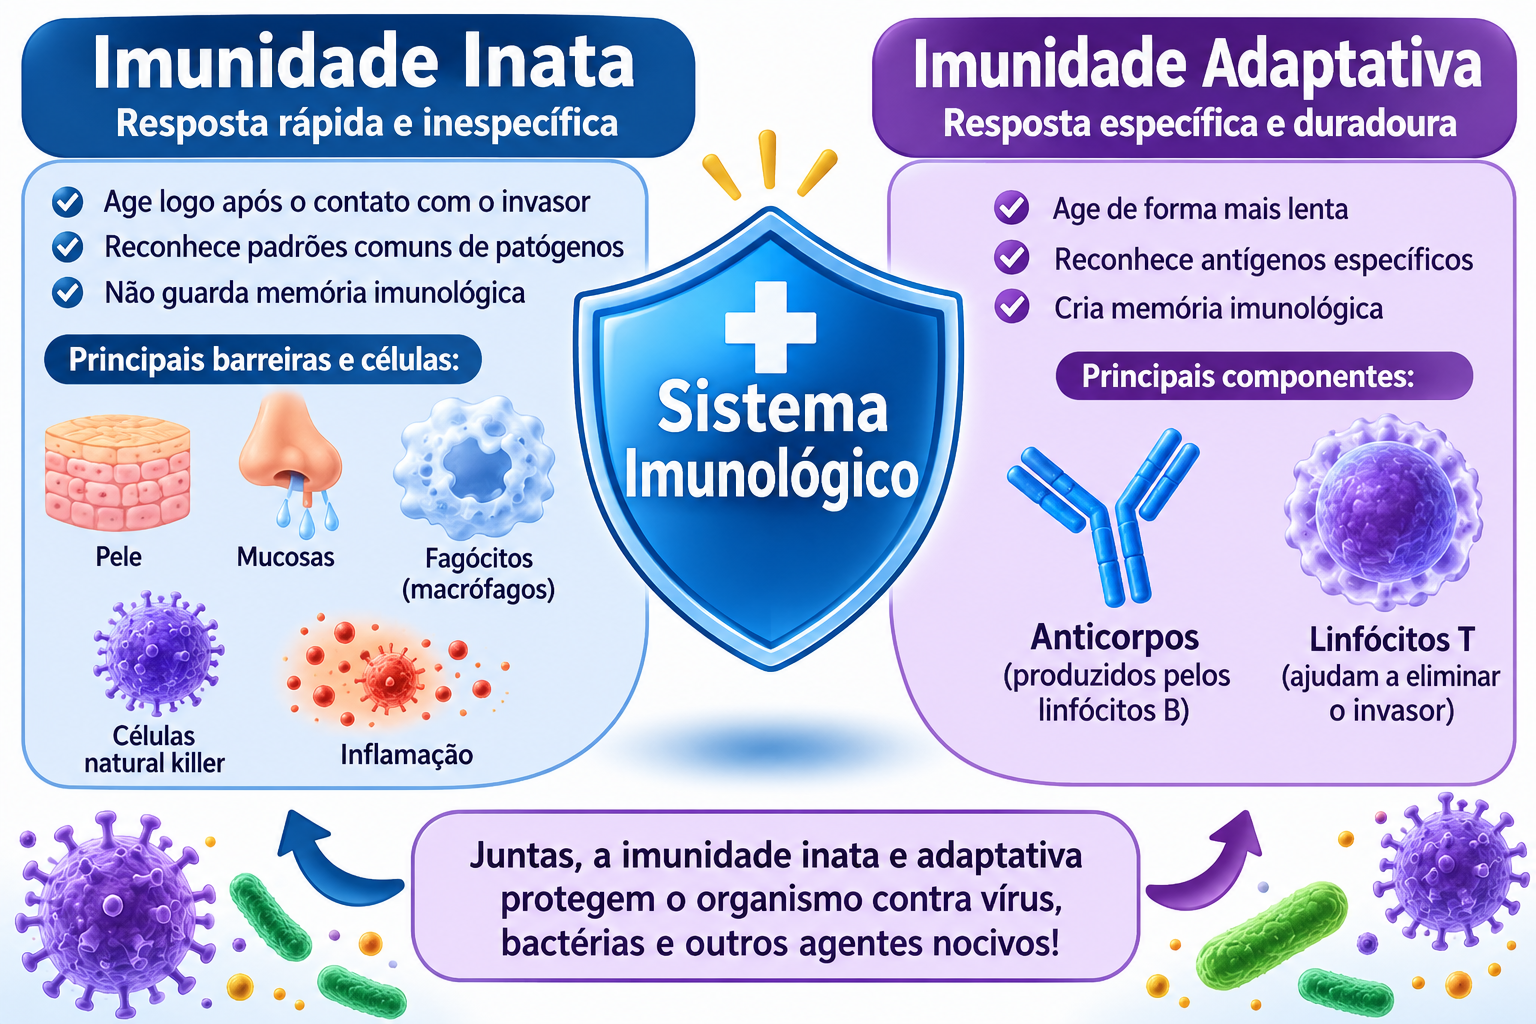 Imunidade Inata
Resposta rápida e inespecífica
Age logo após o contato com o invasor
Reconhece padrões comuns de patógenos
Não guarda memória imunológica
Principais barreiras e células:
Pele
Mucosas
Fagócitos
(macrófagos)
Células
natural killer
Inflamação
Sistema
Imunológico
Imunidade Adaptativa
Resposta específica e duradoura
Age de forma mais lenta
Reconhece antígenos específicos
Cria memória imunológica
Principais componentes:
Anticorpos
(produzidos pelos
linfócitos B)
Linfócitos T
(ajudam a eliminar
o invasor)
Juntas, a imunidade inata e adaptativa
protegem o organismo contra vírus,
bactérias e outros agentes nocivos!